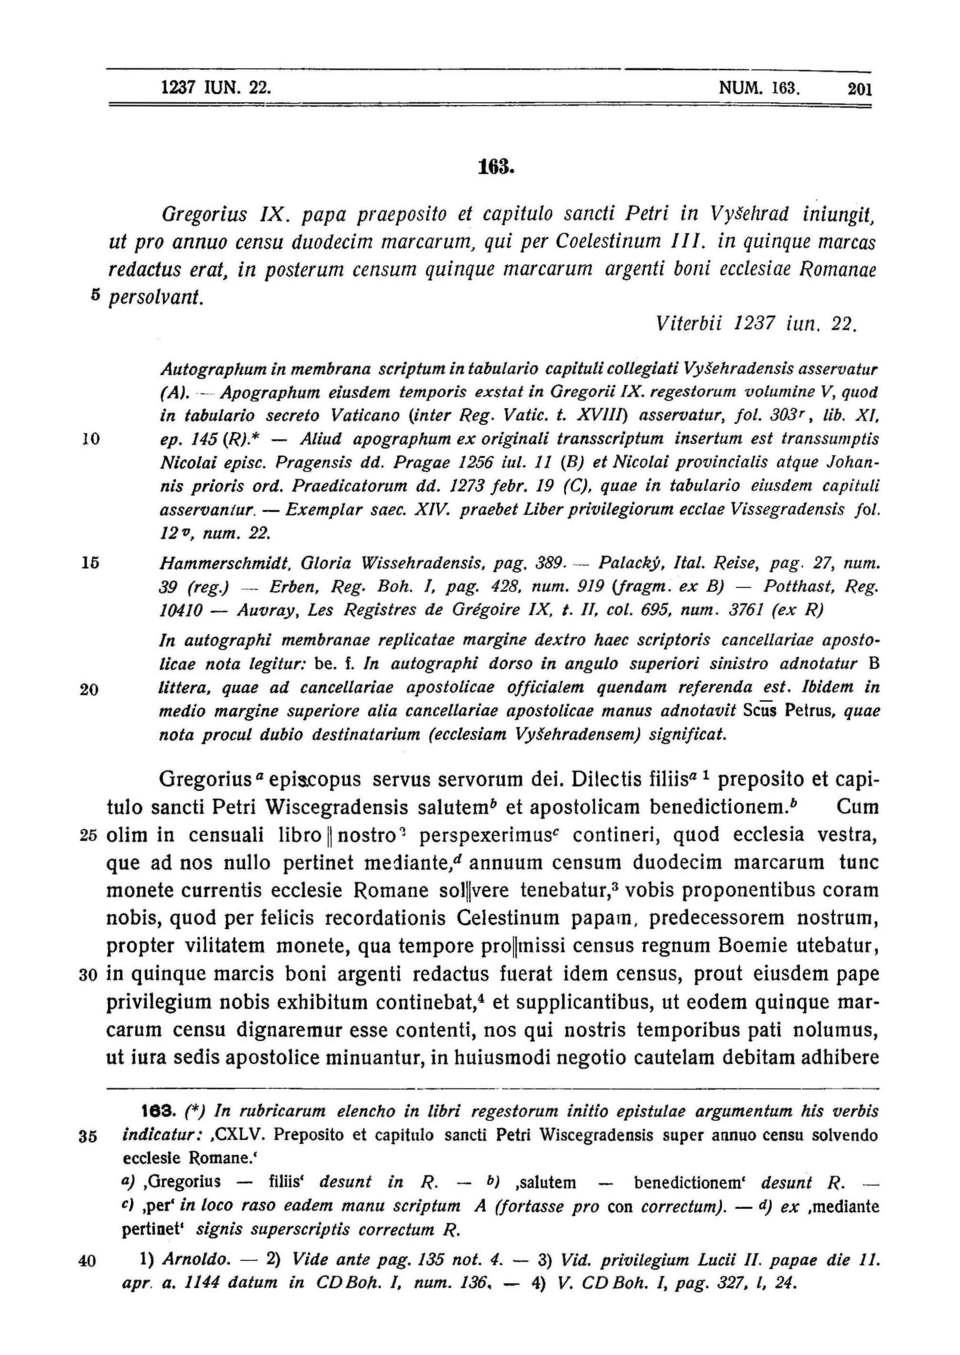 1237 IUN. 22. NUM. 163. 201
163.
Gregorius IX. papa praeposito et capitulo sancti Petri in Vyšehrad iniungit,
ut pro annuo censu duodecim marcarum, qui per Coelestinum III. in quinque marcas
redactus erat, in posterum censum quinque marcarum argenti boni ecclesiae Romanae
5 persolvant.
Viterbii 1237 iun. 22.
Autographum in membrana scriptum in tabulario capituli collegiati Vyšehradensis asservatur
(A). — Apographum eiusdem temporis exstat in Gregorii IX. regestorum volumine V, quod
in tabulario secreto Vaticano (inter Reg. Vatic. t. XVIII) asservatur, fol. 303r, lib. XI,
10 ep. 145 (R).* — Aliud apographum ex originali transscriptum insertum est transsumptis
Nicolai episc. Pragensis dd. Pragae 1256 iul. 11 (B) et Nicolai provincialis atque Johan-
nis prioris ord. Praedicatorum dd. 1273 febr. 19 (C), quae in tabulario eiusdem capituli
asservantur. — Exemplar saec. XIV. praebet Liber privilegiorum ecclae Vissegradensis fol.
12 v, num. 22.
15 Hammerschmidt, Gloria Wissehradensis, pag. 389. — Palacký, Ital. Reise, pag. 27, num.
39 (reg.) — Erben, Reg. Boh. I, pag. 428, num. 919 (fragm. ex B) — Potthast, Reg.
10410 — Auvray, Les Registres de Grégoire IX, t. II, col. 695, num. 3761 (ex R)
In autographi membranae replicatae margine dextro haec scriptoris cancellariae aposto-
licae nota legitur: be. f. In autographi dorso in angulo superiori sinistro adnotatur B
20 littera, quae ad cancellariae apostolicae officialem quendam referenda est. Ibidem in
medio margine superiore alia cancellariae apostolicae manus adnotavit Scu̅s Petrus, quae
nota procul dubio destinatarium (ecclesiam Vyšehradensem) significat.
Gregorius a episcopus servus servorum dei. Dilectis filiis a 1 preposito et capi-
tulo sancti Petri Wiscegradensis salutem b et apostolicam benedictionem. b Cum
25 olim in censuali libro || nostro 2 perspexerimus c contineri, quod ecclesia vestra,
que ad nos nullo pertinet mediante, d annuum censum duodecim marcarum tunc
monete currentis ecclesie Romane sol||vere tenebatur, 3 vobis proponentibus coram
nobis, quod per felicis recordationis Celestinum papam, predecessorem nostrum,
propter vilitatem monete, qua tempore pro||missi census regnum Boemie utebatur,
30 in quinque marcis boni argenti redactus fuerat idem census, prout eiusdem pape
privilegium nobis exhibitum continebat, 4 et supplicantibus, ut eodem quinque mar-
carum censu dignaremur esse contenti, nos qui nostris temporibus pati nolumus,
ut iura sedis apostolice minuantur, in huiusmodi negotio cautelam debitam adhibere
163. (*) In rubricarum elencho in libri regestorum initio epistulae argumentum his verbis
35 indicatur: ‚CXLV. Preposito et capitulo sancti Petri Wiscegradensis super annuo censu solvendo
ecclesie Romane.‘
a) ‚Gregorius — filiis‘ desunt in R. — b) ‚salutem — benedictionem‘ desunt R. —
c) ‚per‘ in loco raso eadem manu scriptum A (fortasse pro con correctum). — d) ex ‚mediante
pertinet‘ signis superscriptis correctum R.
40 1) Arnoldo. — 2) Vide ante pag. 135 not. 4. — 3) Vid. privilegium Lucii II. papae die 11.
apr. a. 1144 datum in CD Boh. I, num. 136. — 4) V. CD Boh. I, pag. 327, l, 24.